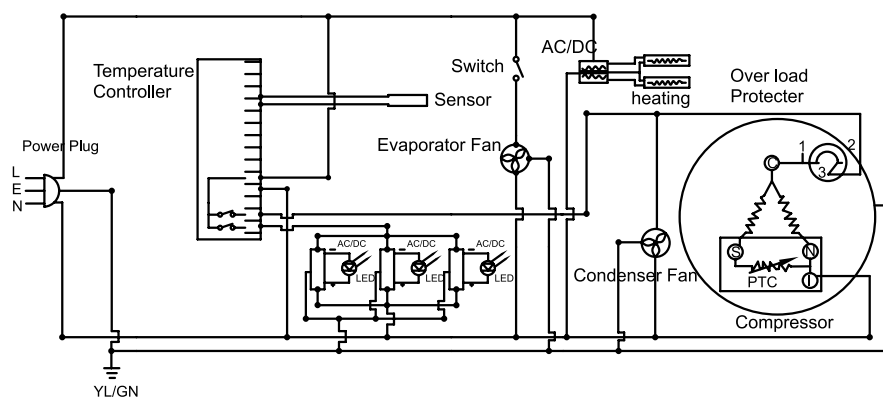 AC/DC
Temperature
Controller
Switch
Over load
Protecter
Sensor
heating
Power Plug
Evaporator Fan
1
2
3
C
L
E
N
AC/DC
AC/DC
AC/DC
LED
LED
LED
S
N
PTC
I
Condenser Fan
Compressor
YL/GN